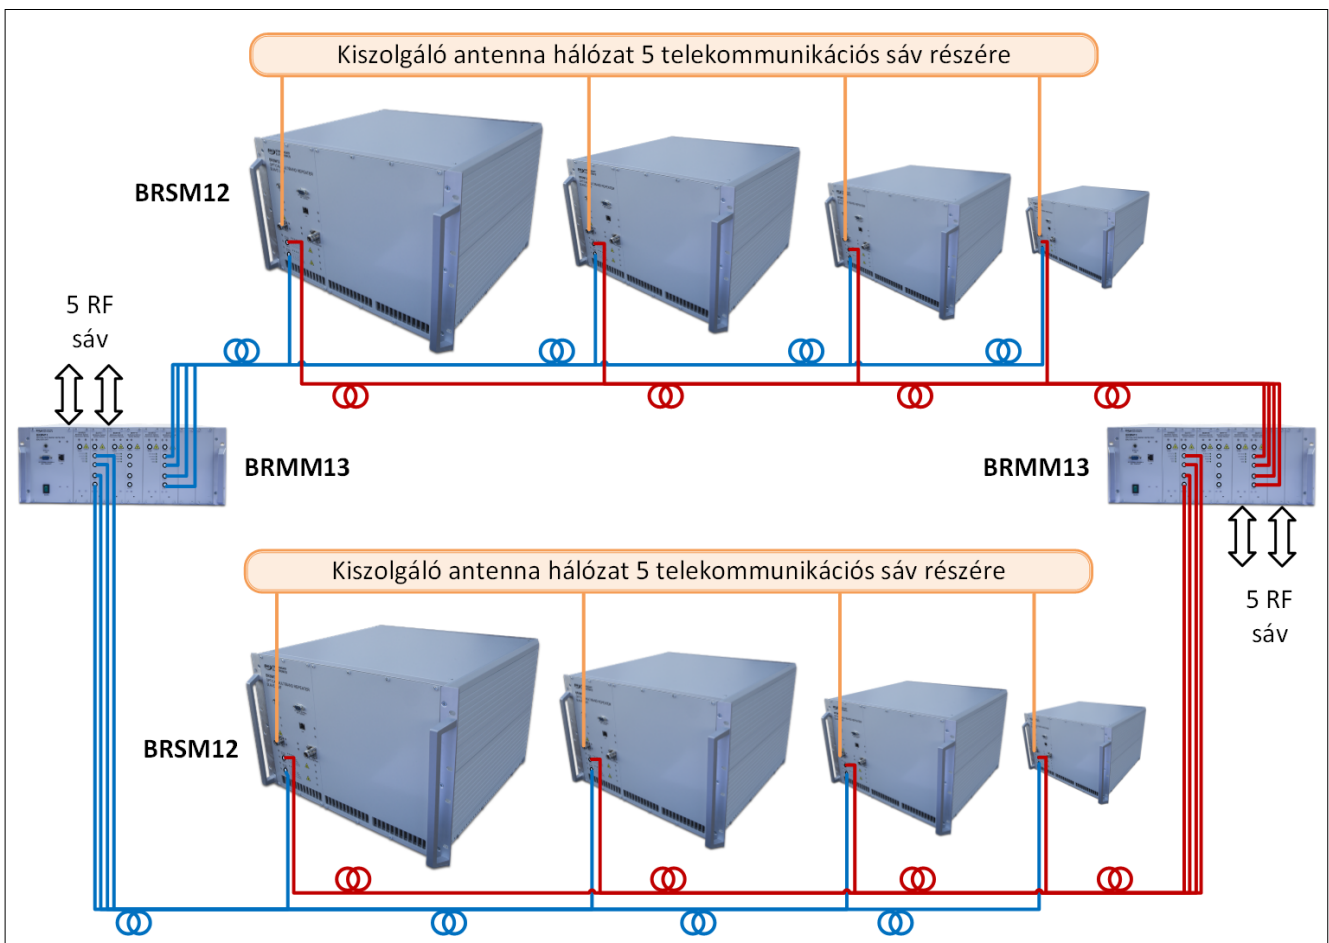 Kiszolgáló antenna hálózat 5 telekommunikációs sáv részére
BRSM12
5 RF
sáv
BRMM13
BRMM13
Kiszolgáló antenna hálózat 5 telekommunikációs sáv részére
5 RF
sáv
BRSM12